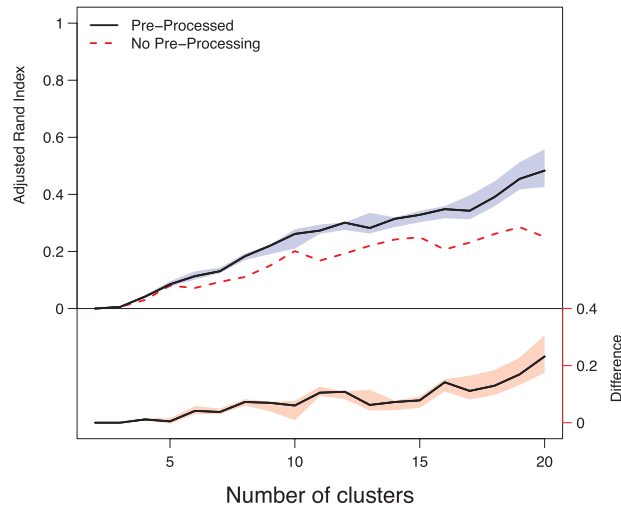 1
Pre−Processed
No Pre−Processing
0.8
0.6
0.4
0.2
0
Adjusted Rand Index
0.4
0.2
0
Difference
5
10
15
20
Number of clusters